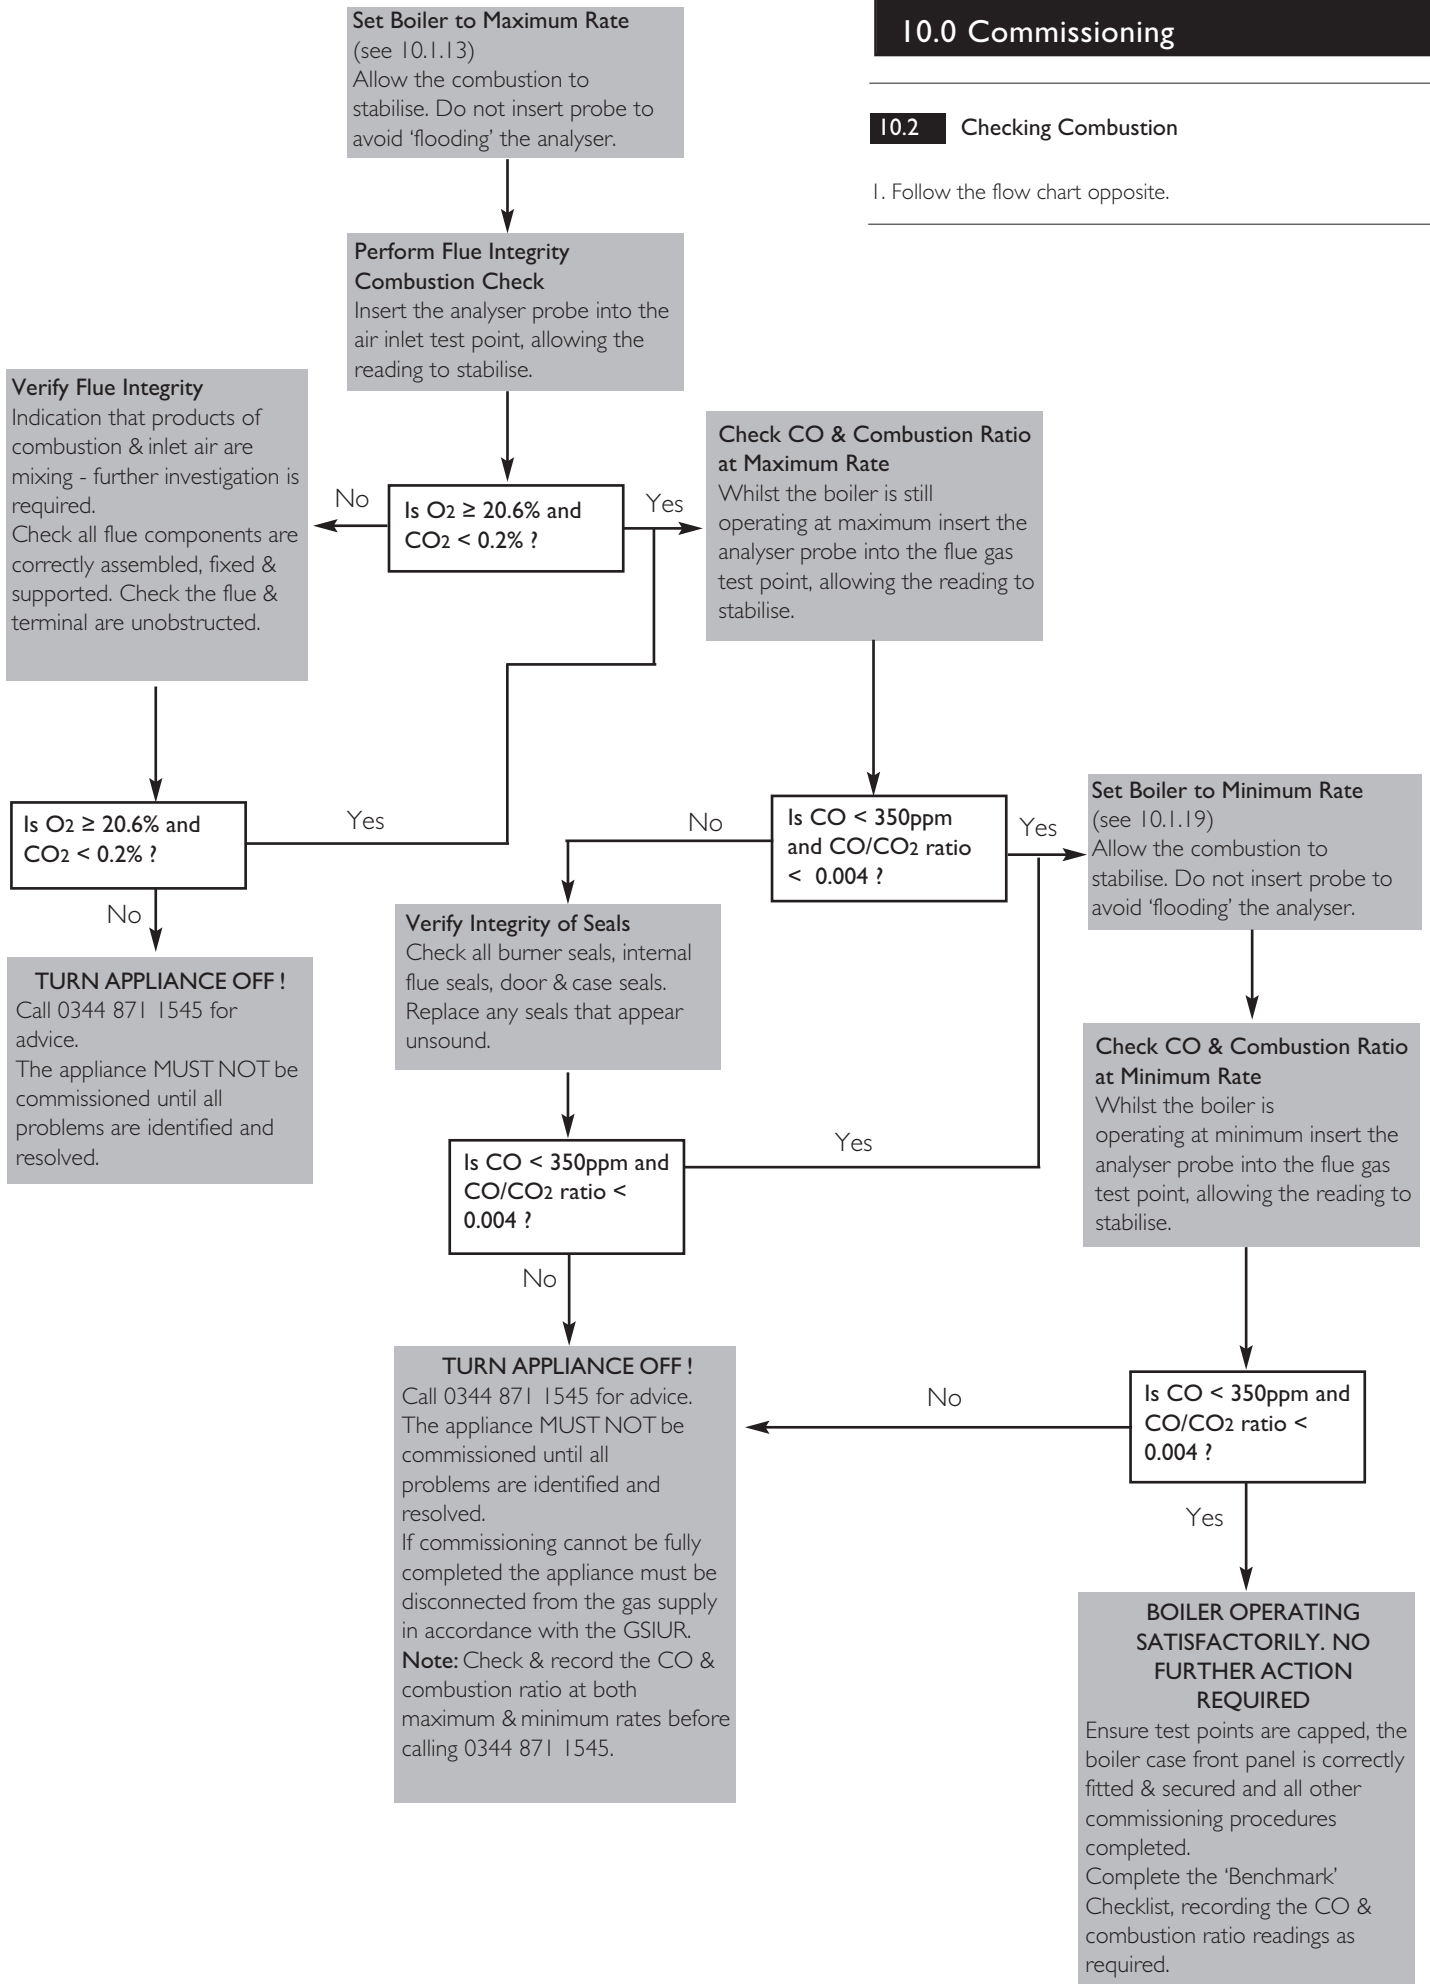 10.0 Commissioning
10.2 Checking Combustion
1. Follow the flow chart opposite.
Set Boiler to Maximum Rate
(see 10.1.13)
Allow the combustion to
stabilise. Do not insert probe to
avoid ‘flooding’ the analyser.
Perform Flue Integrity
Combustion Check
Insert the analyser probe into the
air inlet test point, allowing the
reading to stabilise.
Is O2 ≥ 20.6% and
CO2 < 0.2% ?
No
Yes
Verify Flue Integrity
Indication that products of
combustion & inlet air are
mixing - further investigation is
required.
Check all flue components are
correctly assembled, fixed &
supported. Check the flue &
terminal are unobstructed.
Is O2 ≥ 20.6% and
CO2 < 0.2% ?
Yes
No
TURN APPLIANCE OFF !
Call 0344 871 1545 for
advice.
The appliance MUST NOT be
commissioned until all
problems are identified and
resolved.
Check CO & Combustion Ratio
at Maximum Rate
Whilst the boiler is still
operating at maximum insert the
analyser probe into the flue gas
test point, allowing the reading to
stabilise.
Is CO < 350ppm
and CO/CO2 ratio
< 0.004 ?
No
Yes
Verify Integrity of Seals
Check all burner seals, internal
flue seals, door & case seals.
Replace any seals that appear
unsound.
Is CO < 350ppm and
CO/CO2 ratio <
0.004 ?
Yes
No
TURN APPLIANCE OFF !
Call 0344 871 1545 for advice.
The appliance MUST NOT be
commissioned until all
problems are identified and
resolved.
If commissioning cannot be fully
completed the appliance must be
disconnected from the gas supply
in accordance with the GSIUR.
Note: Check & record the CO &
combustion ratio at both
maximum & minimum rates before
calling 0344 871 1545.
Set Boiler to Minimum Rate
(see 10.1.19)
Allow the combustion to
stabilise. Do not insert probe to
avoid ‘flooding’ the analyser.
Check CO & Combustion Ratio
at Minimum Rate
Whilst the boiler is
operating at minimum insert the
analyser probe into the flue gas
test point, allowing the reading to
stabilise.
Is CO < 350ppm and
CO/CO2 ratio <
0.004 ?
No
Yes
BOILER OPERATING
SATISFACTORILY. NO
FURTHER ACTION
REQUIRED
Ensure test points are capped, the
boiler case front panel is correctly
fitted & secured and all other
commissioning procedures
completed.
Complete the ‘Benchmark’
Checklist, recording the CO &
combustion ratio readings as
required.